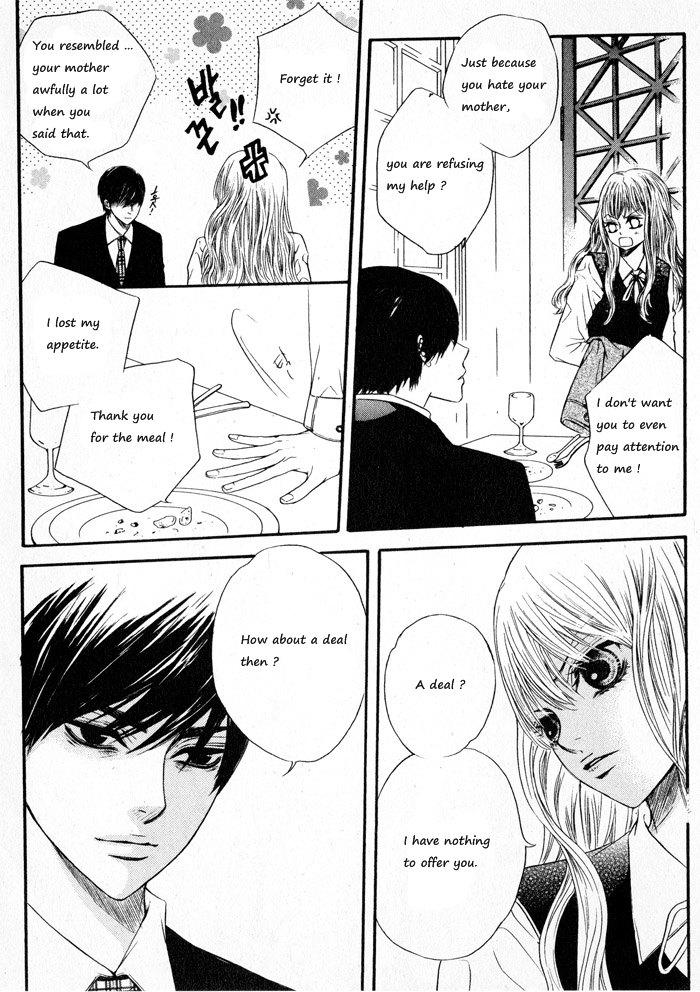 You resembled ...
your mother
awfully a lot
when you
said that.
Forget it !
발
끈!!
I lost my
appetite.
Thank you
for the meal !
Just because
you hate your
mother,
you are refusing
my help ?
I don't want
you to even
pay attention
to me !
How about a deal
then ?
A deal ?
I have nothing
to offer you.